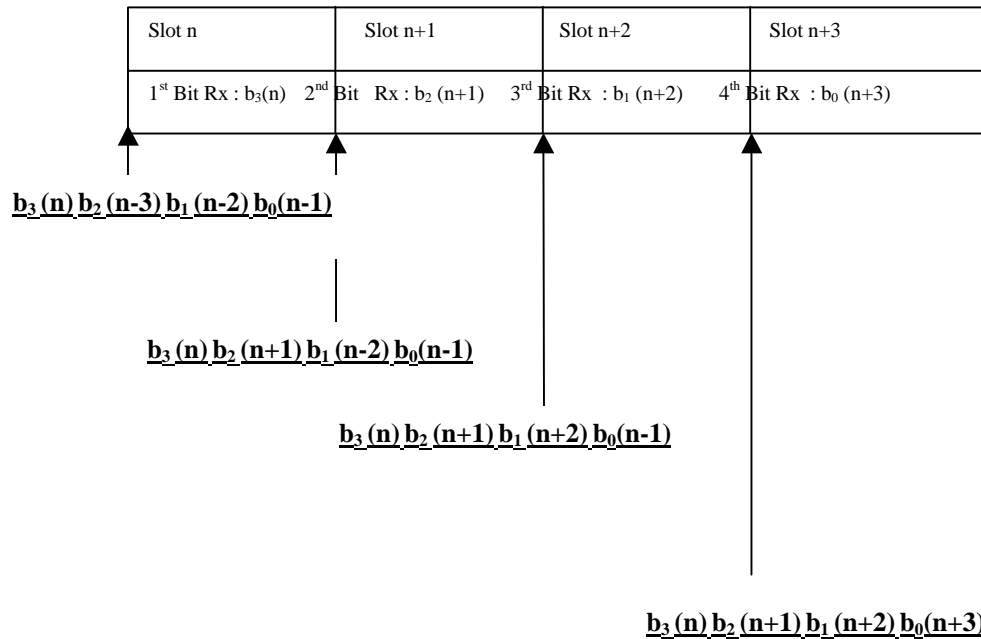 Slot n Slot n+1 Slot n+2 Slot n+3
1st Bit Rx : b3(n) 2nd Bit Rx : b2 (n+1) 3rd Bit Rx : b1 (n+2) 4th Bit Rx : b0 (n+3)
b3 (n) b2 (n-3) b1 (n-2) b0(n-1)
b3 (n) b2 (n+1) b1 (n-2) b0(n-1)
b3 (n) b2 (n+1) b1 (n+2) b0(n-1)
b3 (n) b2 (n+1) b1 (n+2) b0(n+3)